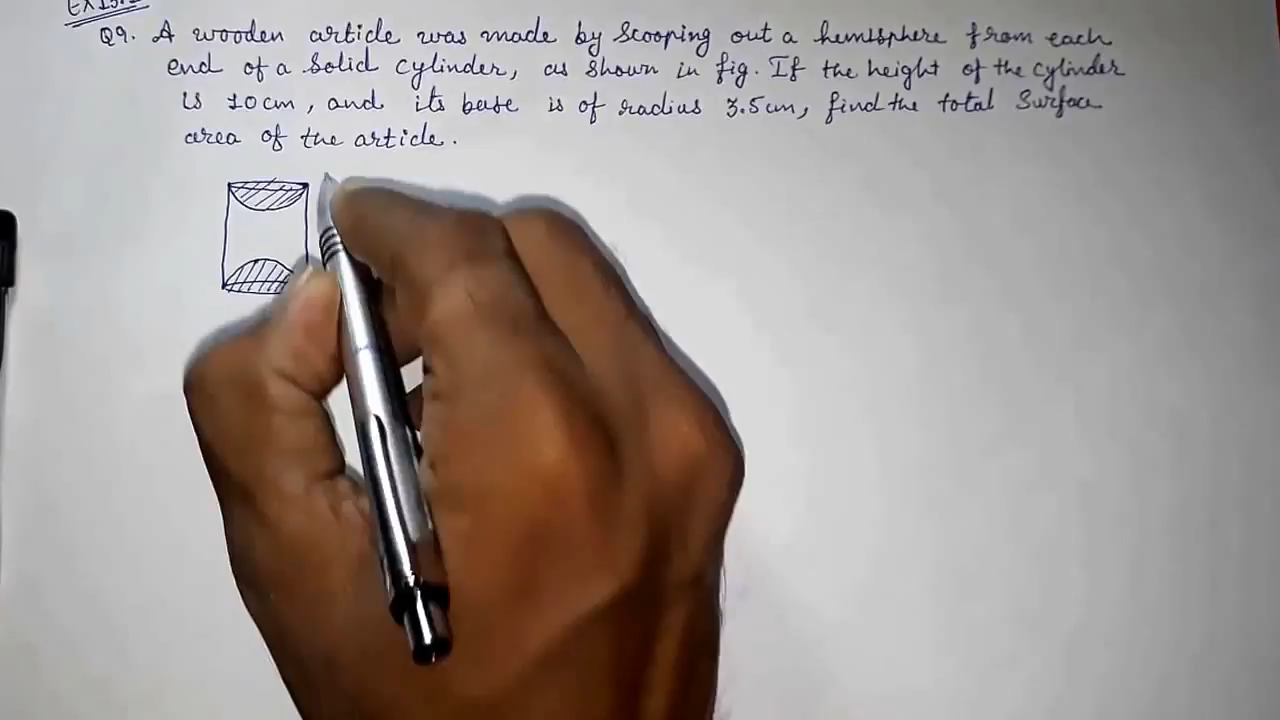 Q9. A wooden article was made by scooping out a hemisphere from each
end of a solid cylinder, as shown in fig. If the height of the cylinder
is 10cm, and its base is of radius 3.5cm, find the total surface
area of the article.